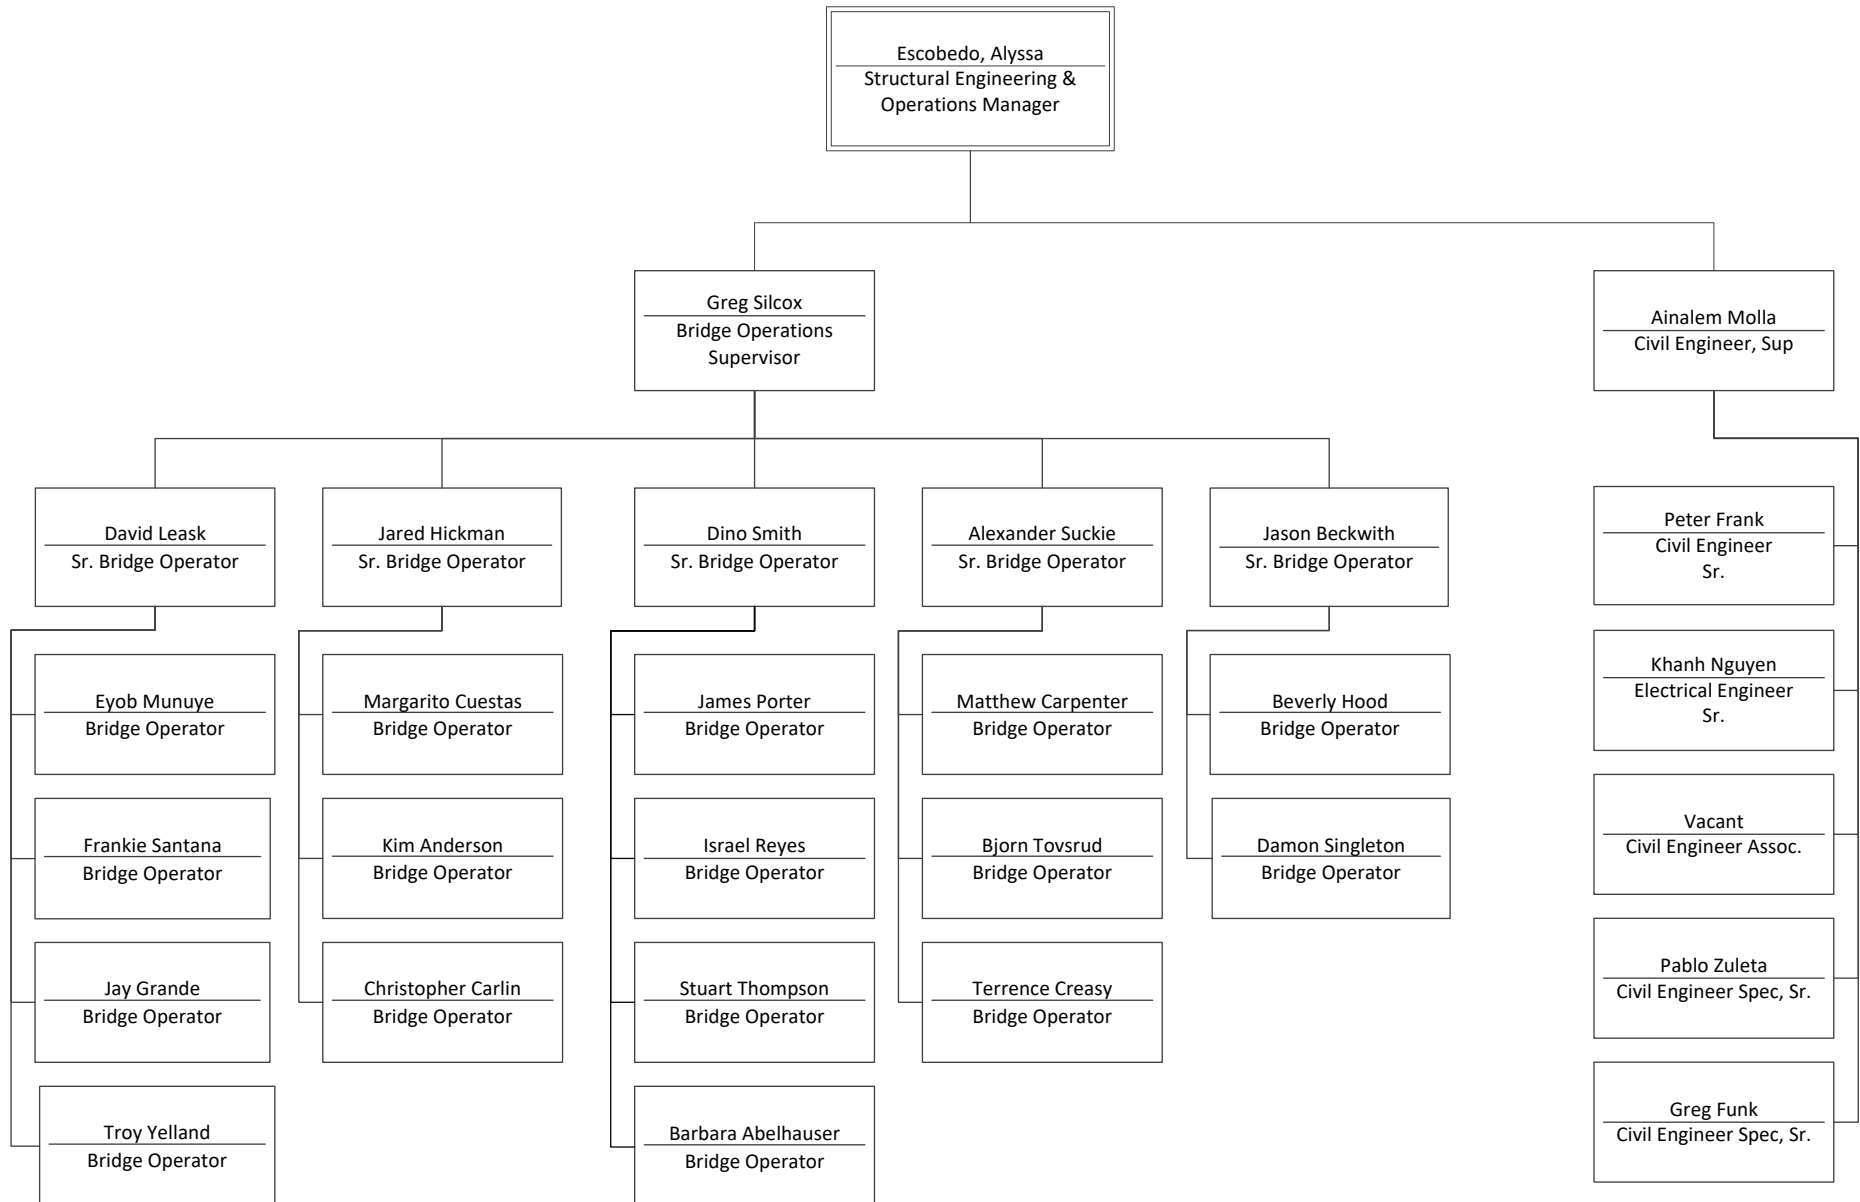 Escobedo, Alyssa
Structural Engineering &
Operations Manager
Greg Silcox
Bridge Operations
Supervisor
Ainalem Molla
Civil Engineer, Sup
David Leask
Sr. Bridge Operator
Jared Hickman
Sr. Bridge Operator
Dino Smith
Sr. Bridge Operator
Alexander Suckie
Sr. Bridge Operator
Jason Beckwith
Sr. Bridge Operator
Eyob Munuye
Bridge Operator
Frankie Santana
Bridge Operator
Jay Grande
Bridge Operator
Troy Yelland
Bridge Operator
Margarito Cuestas
Bridge Operator
Kim Anderson
Bridge Operator
Christopher Carlin
Bridge Operator
James Porter
Bridge Operator
Israel Reyes
Bridge Operator
Stuart Thompson
Bridge Operator
Barbara Abelhauser
Bridge Operator
Matthew Carpenter
Bridge Operator
Bjorn Tovsrud
Bridge Operator
Terrence Creasy
Bridge Operator
Beverly Hood
Bridge Operator
Damon Singleton
Bridge Operator
Peter Frank
Civil Engineer
Sr.
Khanh Nguyen
Electrical Engineer
Sr.
Vacant
Civil Engineer Assoc.
Pablo Zuleta
Civil Engineer Spec, Sr.
Greg Funk
Civil Engineer Spec, Sr.